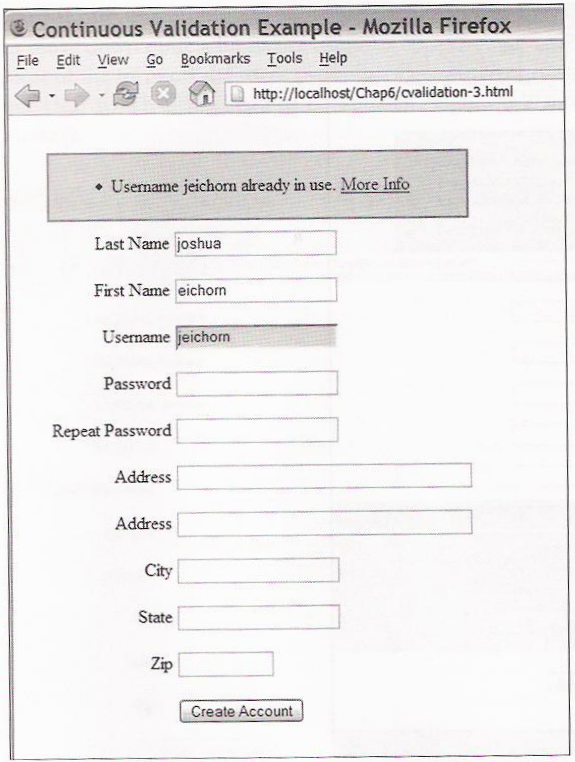 Continuous Validation Example - Mozilla Firefox
File Edit View Go Bookmarks Tools Help
http://localhost/Chap6/cvalidation-3.html
• Username jeichorn already in use. More Info
Last Name joshua
First Name eichorn
Username jeichorn
Password
Repeat Password
Address
Address
City
State
Zip
Create Account